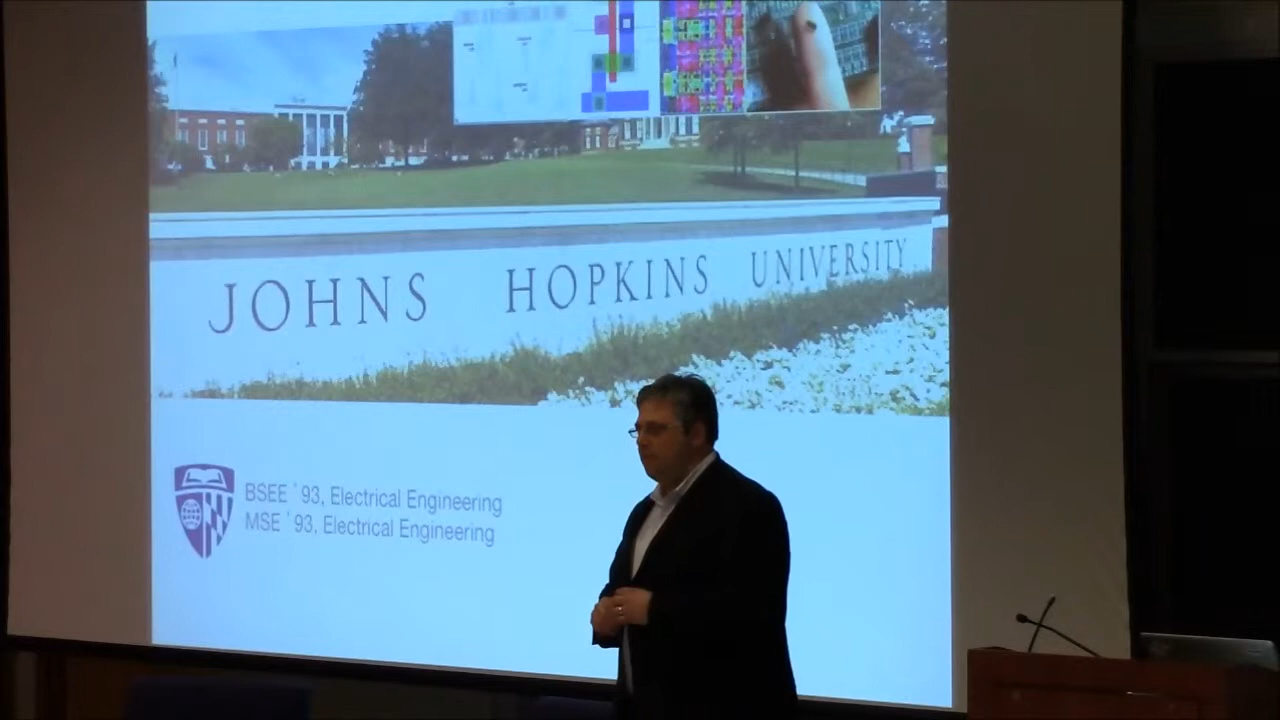 JOHNS HOPKINS UNIVERSITY
BSEE '93, Electrical Engineering
MSE '93, Electrical Engineering